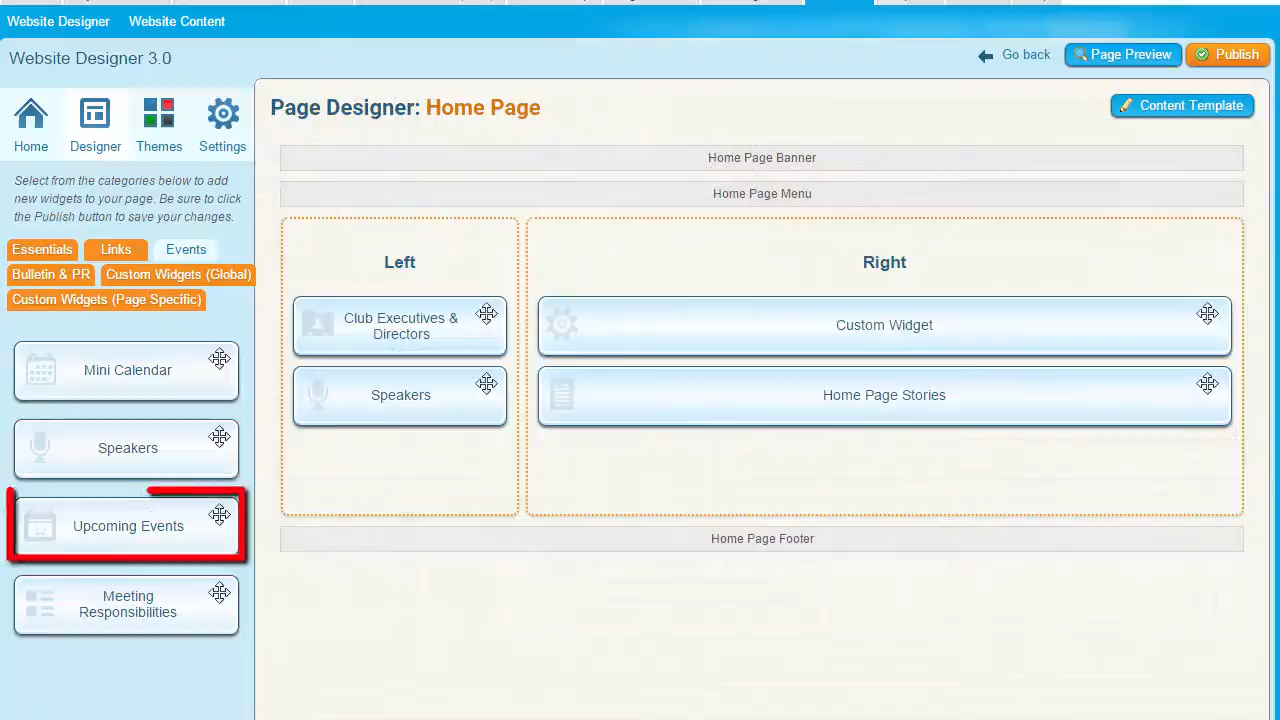 Website Designer Website Content
Website Designer 3.0
Go back
Page Preview
Publish
Home
Designer
Themes
Settings
Select from the categories below to add
new widgets to your page. Be sure to click
the Publish button to save your changes.
Essentials
Links
Events
Bulletin & PR
Custom Widgets (Global)
Custom Widgets (Page Specific)
Mini Calendar
Speakers
Upcoming Events
Meeting
Responsibilities
Page Designer: Home Page
Content Template
Home Page Banner
Home Page Menu
Left
Club Executives &
Directors
Speakers
Right
Custom Widget
Home Page Stories
Home Page Footer